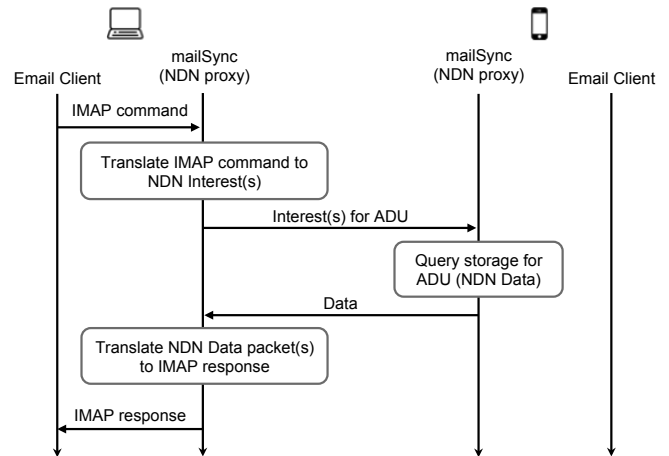 mailSync
(NDN proxy)
mailSync
(NDN proxy)
Email Client
Email Client
IMAP command
Translate IMAP command to
NDN Interest(s)
Interest(s) for ADU
Query storage for
ADU (NDN Data)
Data
Translate NDN Data packet(s)
to IMAP response
IMAP response